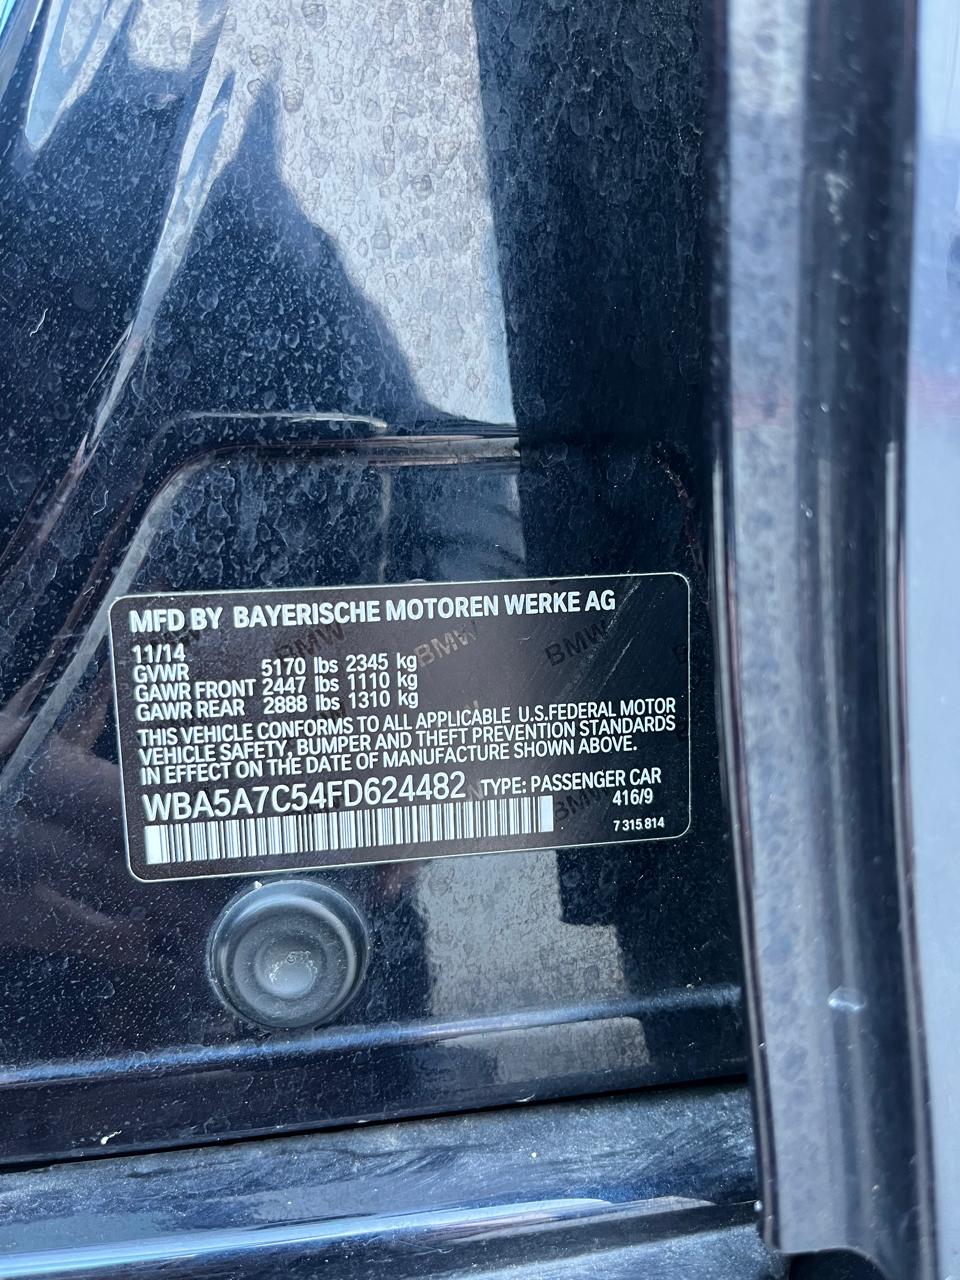 MFD BY BAYERISCHE MOTOREN WERKE AG
11/14
GVWR 5170 lbs 2345 kg
GAWR FRONT 2447 lbs 1110 kg
GAWR REAR 2888 lbs 1310 kg
THIS VEHICLE CONFORMS TO ALL APPLICABLE U.S.FEDERAL MOTOR
VEHICLE SAFETY, BUMPER AND THEFT PREVENTION STANDARDS
IN EFFECT ON THE DATE OF MANUFACTURE SHOWN ABOVE.
WBA5A7C54FD624482 TYPE: PASSENGER CAR
416/9
7 315 814
BMW BMW BMW